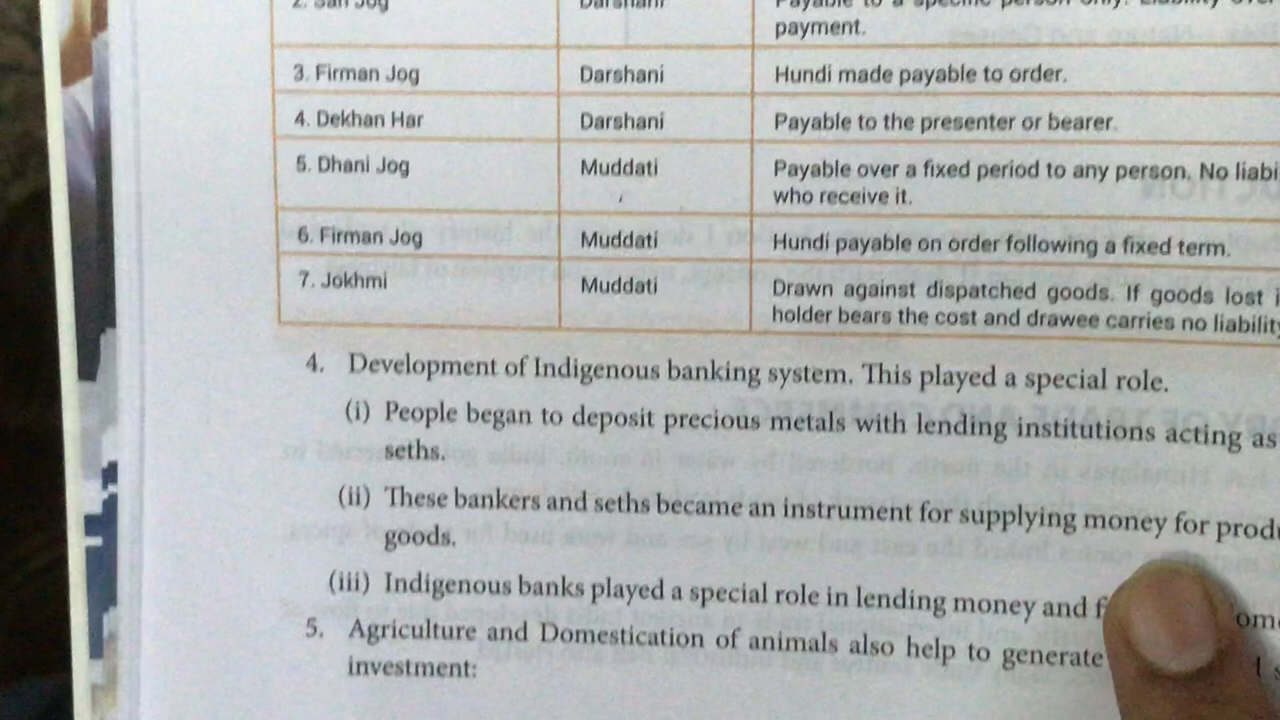 2. Sah Jog Darshani Payable to a specific person only. Liability over
payment.
3. Firman Jog Darshani Hundi made payable to order.
4. Dekhan Har Darshani Payable to the presenter or bearer.
5. Dhani Jog Muddati Payable over a fixed period to any person. No liabi
who receive it.
6. Firman Jog Muddati Hundi payable on order following a fixed term.
7. Jokhmi Muddati Drawn against dispatched goods. If goods lost i
holder bears the cost and drawee carries no liability
4. Development of Indigenous banking system. This played a special role.
(i) People began to deposit precious metals with lending institutions acting as
seths.
(ii) These bankers and seths became an instrument for supplying money for produ
goods.
(iii) Indigenous banks played a special role in lending money and f
5. Agriculture and Domestication of animals also help to generate
investment: